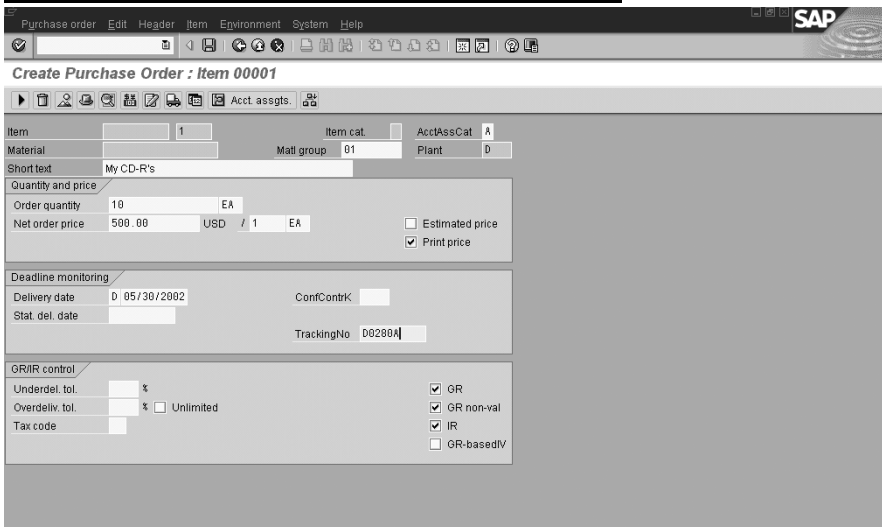 Purchase order Edit Header Item Environment System Help
SAP
Create Purchase Order : Item 00001
Acct. assgts.
Item 1 Item cat. AcctAssCat A
Material Matl group 01 Plant D
Short text My CD-R's
Quantity and price
Order quantity 10 EA
Net order price 500.00 USD / 1 EA Estimated price
Print price
Deadline monitoring
Delivery date D 05/30/2002 ConfContrK
Stat. del. date
TrackingNo D0280A
GR/IR control
Underdel. tol. % GR
Overdeliv. tol. % Unlimited GR non-val
Tax code IR
GR-basedIV